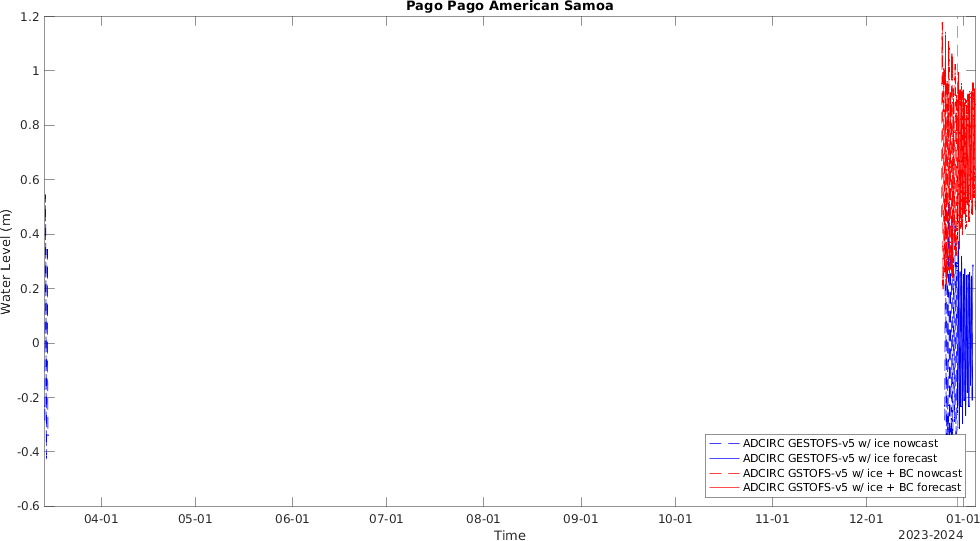 Pago Pago American Samoa
1.2
1
0.8
0.6
0.4
0.2
0
-0.2
-0.4
-0.6
Water Level (m)
04-01 05-01 06-01 07-01 08-01 09-01 10-01 11-01 12-01 01-01
Time
2023-2024
ADCIRC GESTOFS-v5 w/ ice nowcast
ADCIRC GESTOFS-v5 w/ ice forecast
ADCIRC GSTOFS-v5 w/ ice + BC nowcast
ADCIRC GSTOFS-v5 w/ ice + BC forecast